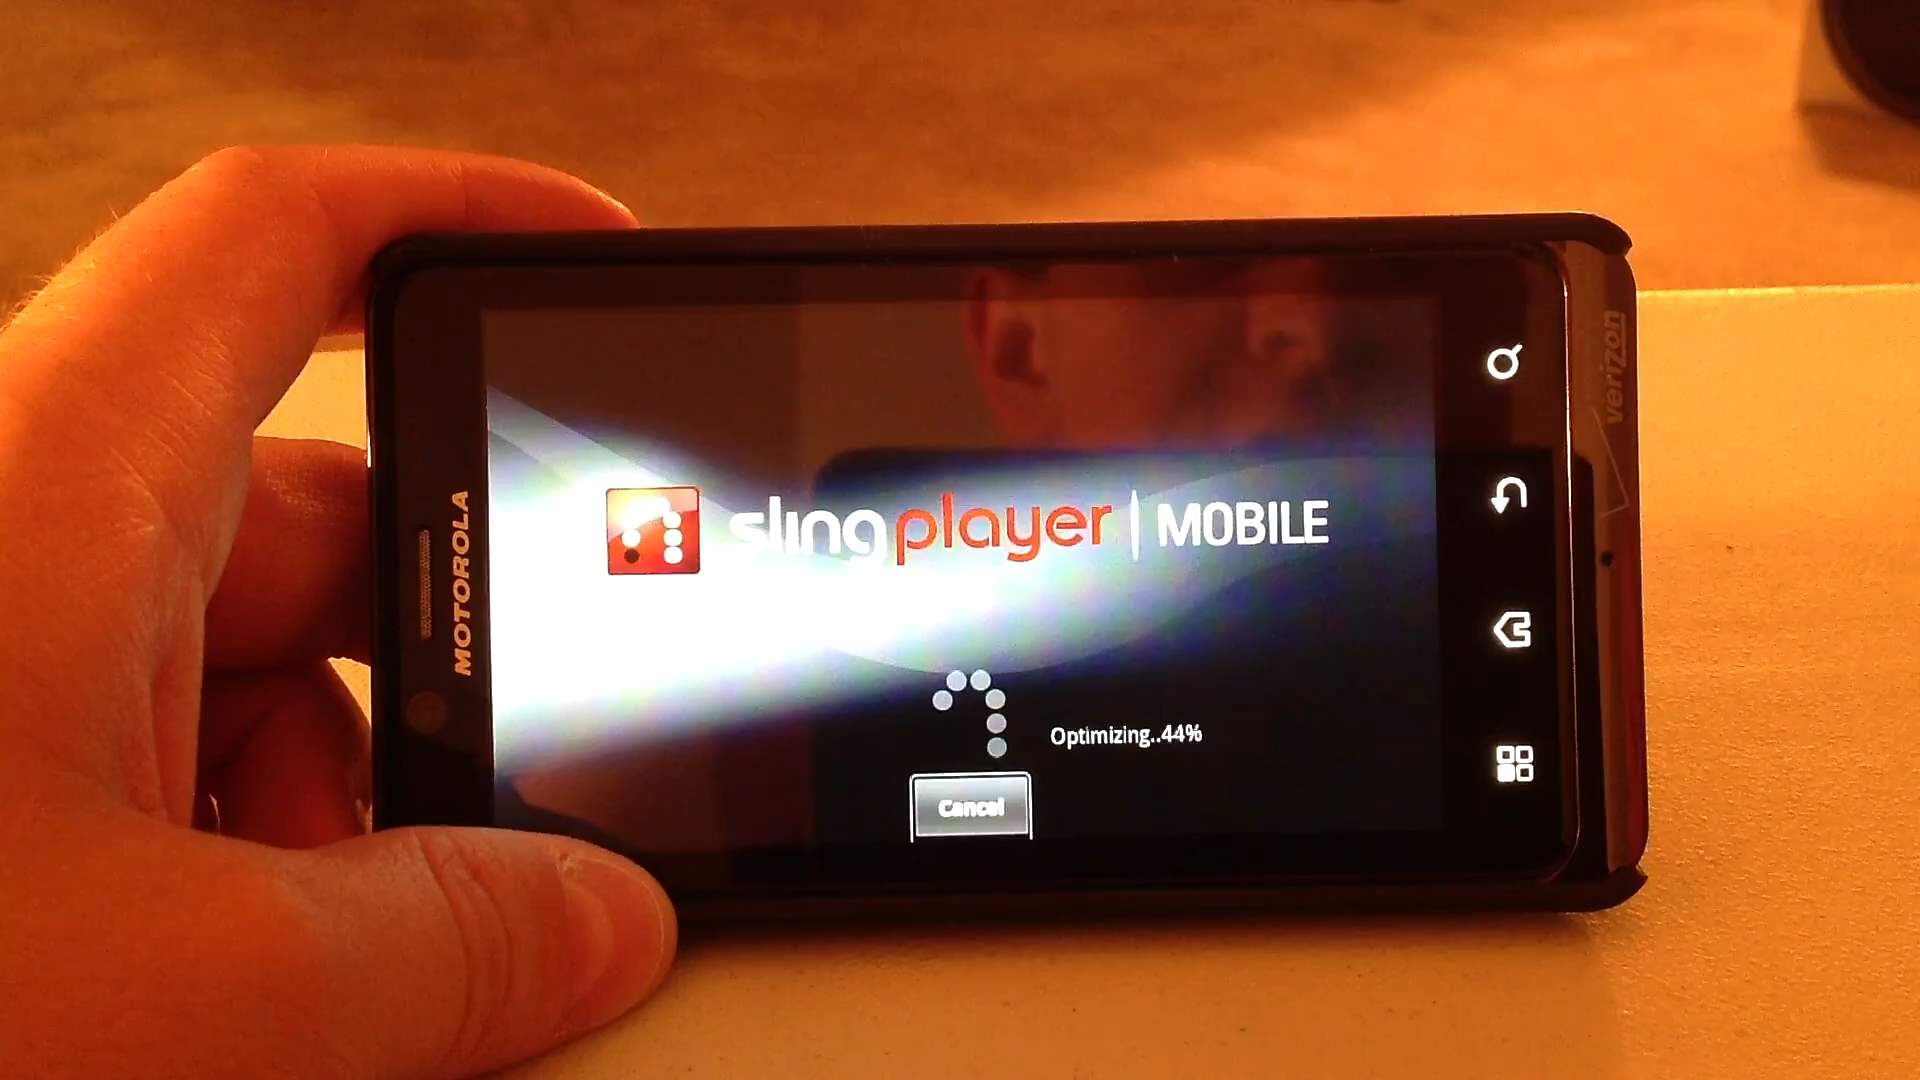 MOTOROLA
slingplayer | MOBILE
Optimizing..44%
Cancel
verizon